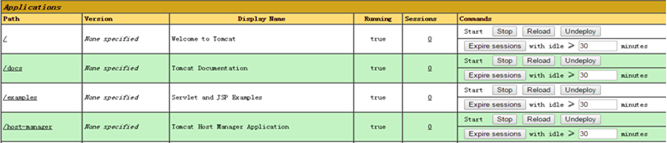 Applications
Path Version Display Name Running Sessions Commands
/ None specified Welcome to Tomcat true 0 Start Stop Reload Undeploy
Expire sessions with idle ≥ 30 minutes
/docs None specified Tomcat Documentation true 0 Start Stop Reload Undeploy
Expire sessions with idle ≥ 30 minutes
/examples None specified Servlet and JSP Examples true 0 Start Stop Reload Undeploy
Expire sessions with idle ≥ 30 minutes
/host-manager None specified Tomcat Host Manager Application true 0 Start Stop Reload Undeploy
Expire sessions with idle ≥ 30 minutes